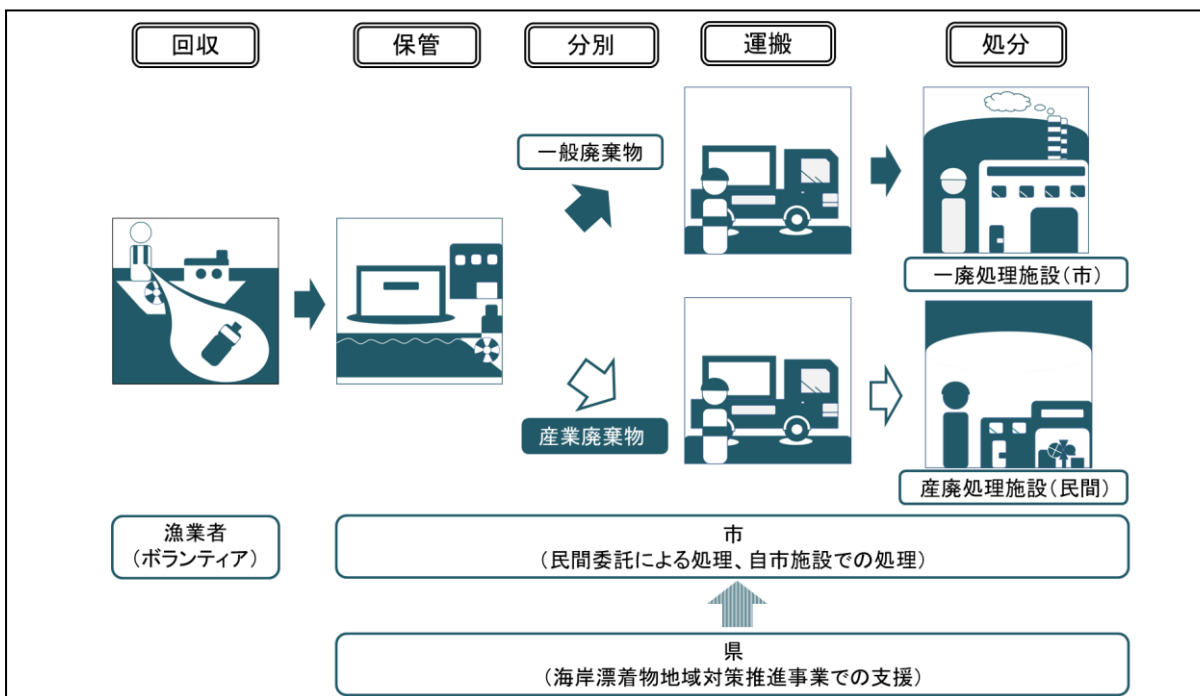 回収
保管
分別
運搬
処分
一般廃棄物
一廃処理施設(市)
産業廃棄物
産廃処理施設(民間)
漁業者
(ボランティア)
市
(民間委託による処理、自市施設での処理)
県
(海岸漂着物地域対策推進事業での支援)